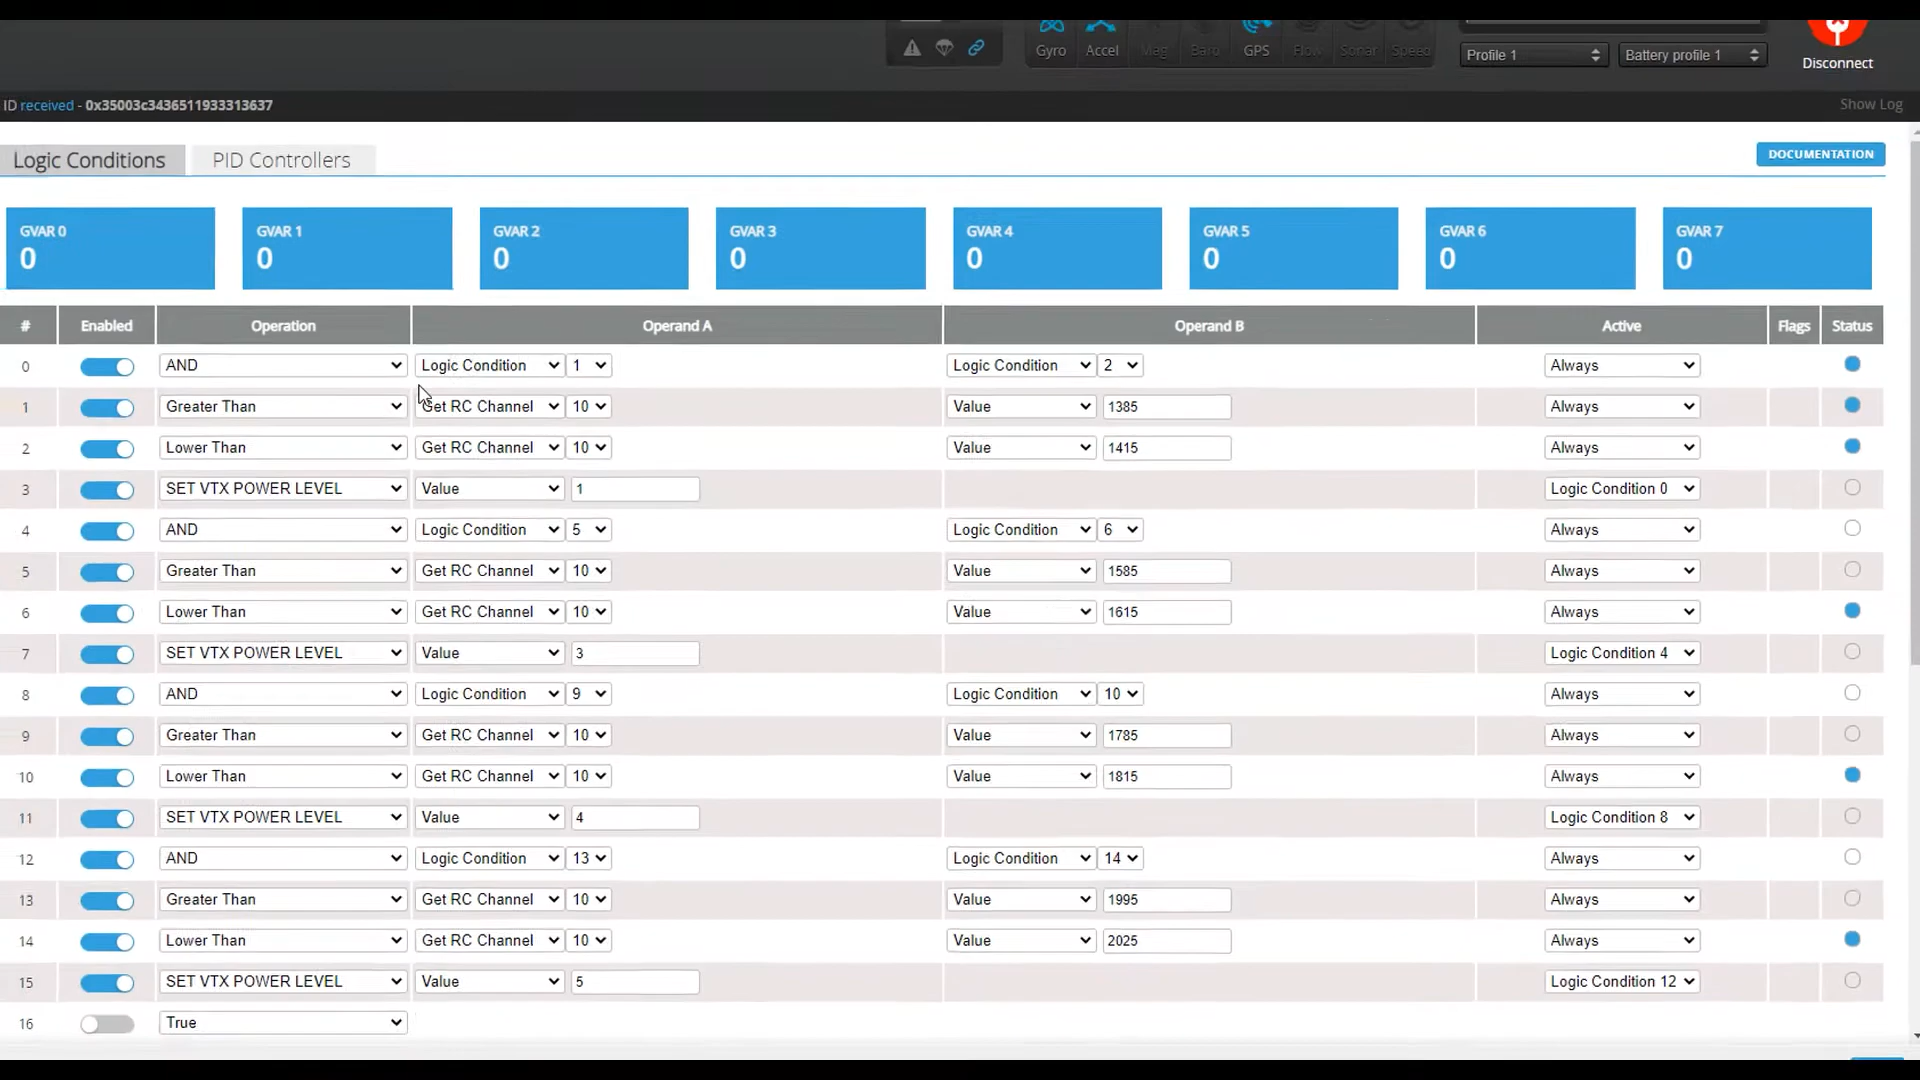 Gyro Accel Mag Baro GPS Flow Sonar Speed
Profile 1 Battery profile 1 Disconnect
ID received - 0x35003c3436511933313637 Show Log
Logic Conditions PID Controllers DOCUMENTATION
GVAR 0 GVAR 1 GVAR 2 GVAR 3 GVAR 4 GVAR 5 GVAR 6 GVAR 7
0 0 0 0 0 0 0 0
# Enabled Operation Operand A Operand B Active Flags Status
0 AND Logic Condition 1 Logic Condition 2 Always
1 Greater Than Get RC Channel 10 Value 1385 Always
2 Lower Than Get RC Channel 10 Value 1415 Always
3 SET VTX POWER LEVEL Value 1 Logic Condition 0
4 AND Logic Condition 5 Logic Condition 6 Always
5 Greater Than Get RC Channel 10 Value 1585 Always
6 Lower Than Get RC Channel 10 Value 1615 Always
7 SET VTX POWER LEVEL Value 3 Logic Condition 4
8 AND Logic Condition 9 Logic Condition 10 Always
9 Greater Than Get RC Channel 10 Value 1785 Always
10 Lower Than Get RC Channel 10 Value 1815 Always
11 SET VTX POWER LEVEL Value 4 Logic Condition 8
12 AND Logic Condition 13 Logic Condition 14 Always
13 Greater Than Get RC Channel 10 Value 1995 Always
14 Lower Than Get RC Channel 10 Value 2025 Always
15 SET VTX POWER LEVEL Value 5 Logic Condition 12
16 True